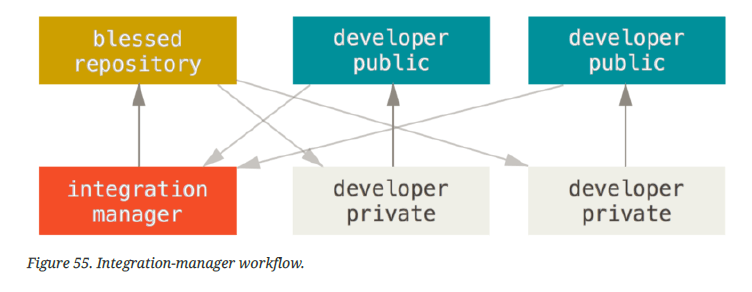 blessed
repository
developer
public
developer
public
integration
manager
developer
private
developer
private
Figure 55. Integration-manager workflow.